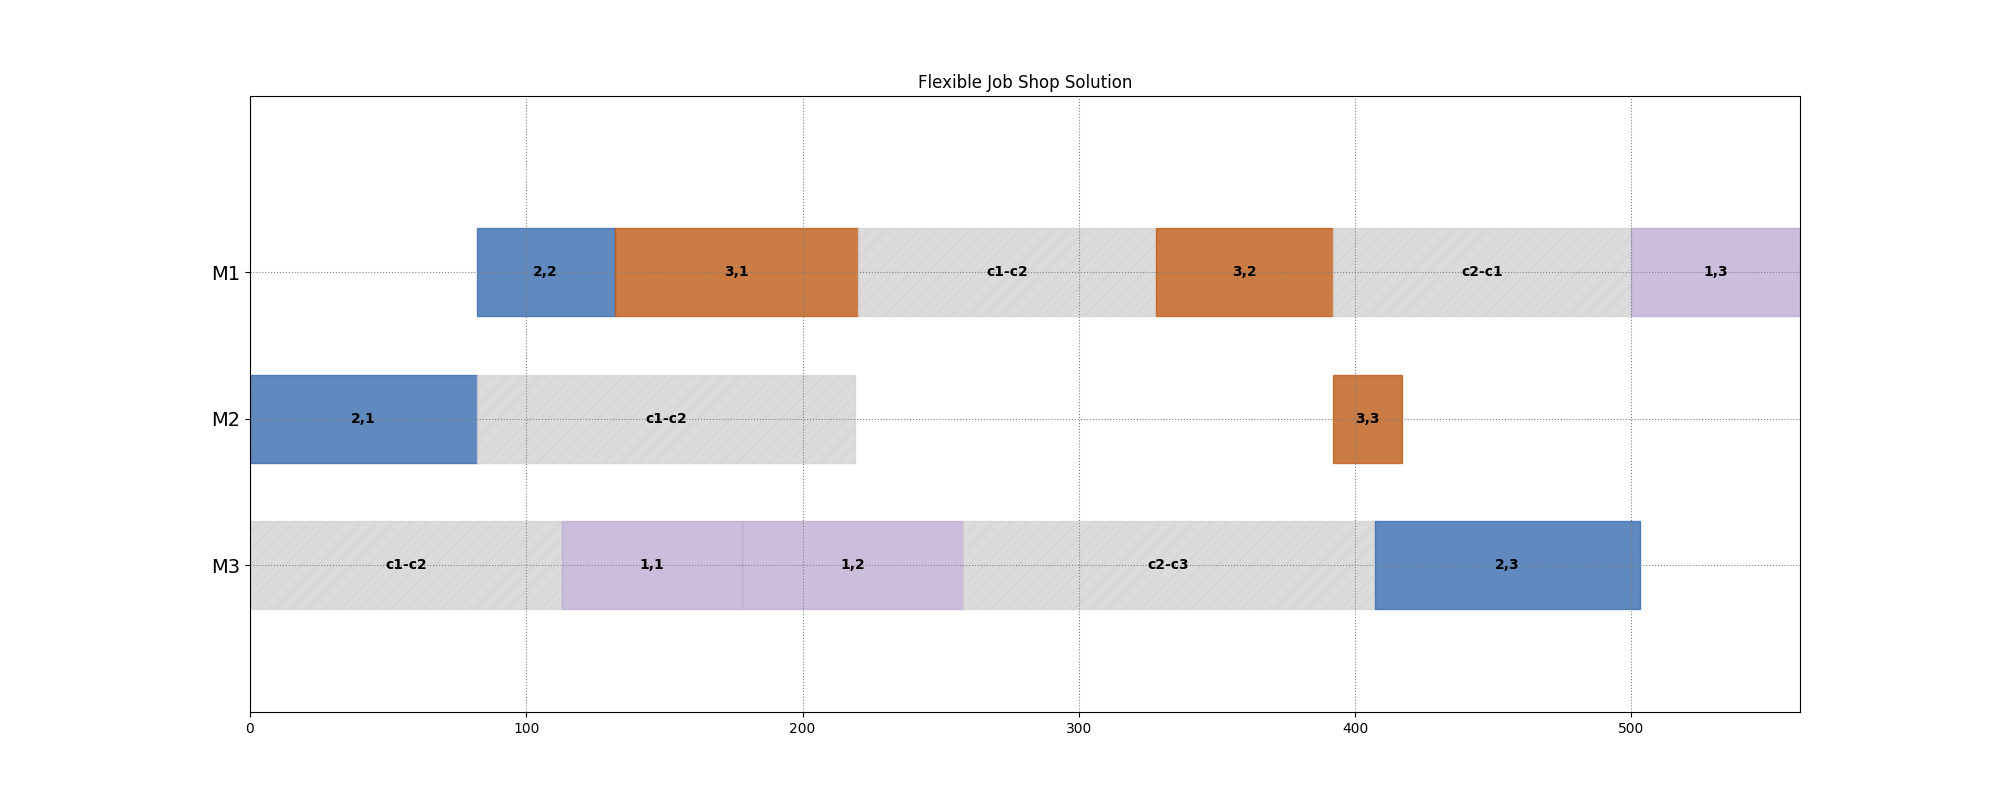 Flexible Job Shop Solution
M1
2,2
3,1
c1-c2
3,2
c2-c1
1,3
M2
2,1
c1-c2
3,3
M3
c1-c2
1,1
1,2
c2-c3
2,3
0
100
200
300
400
500